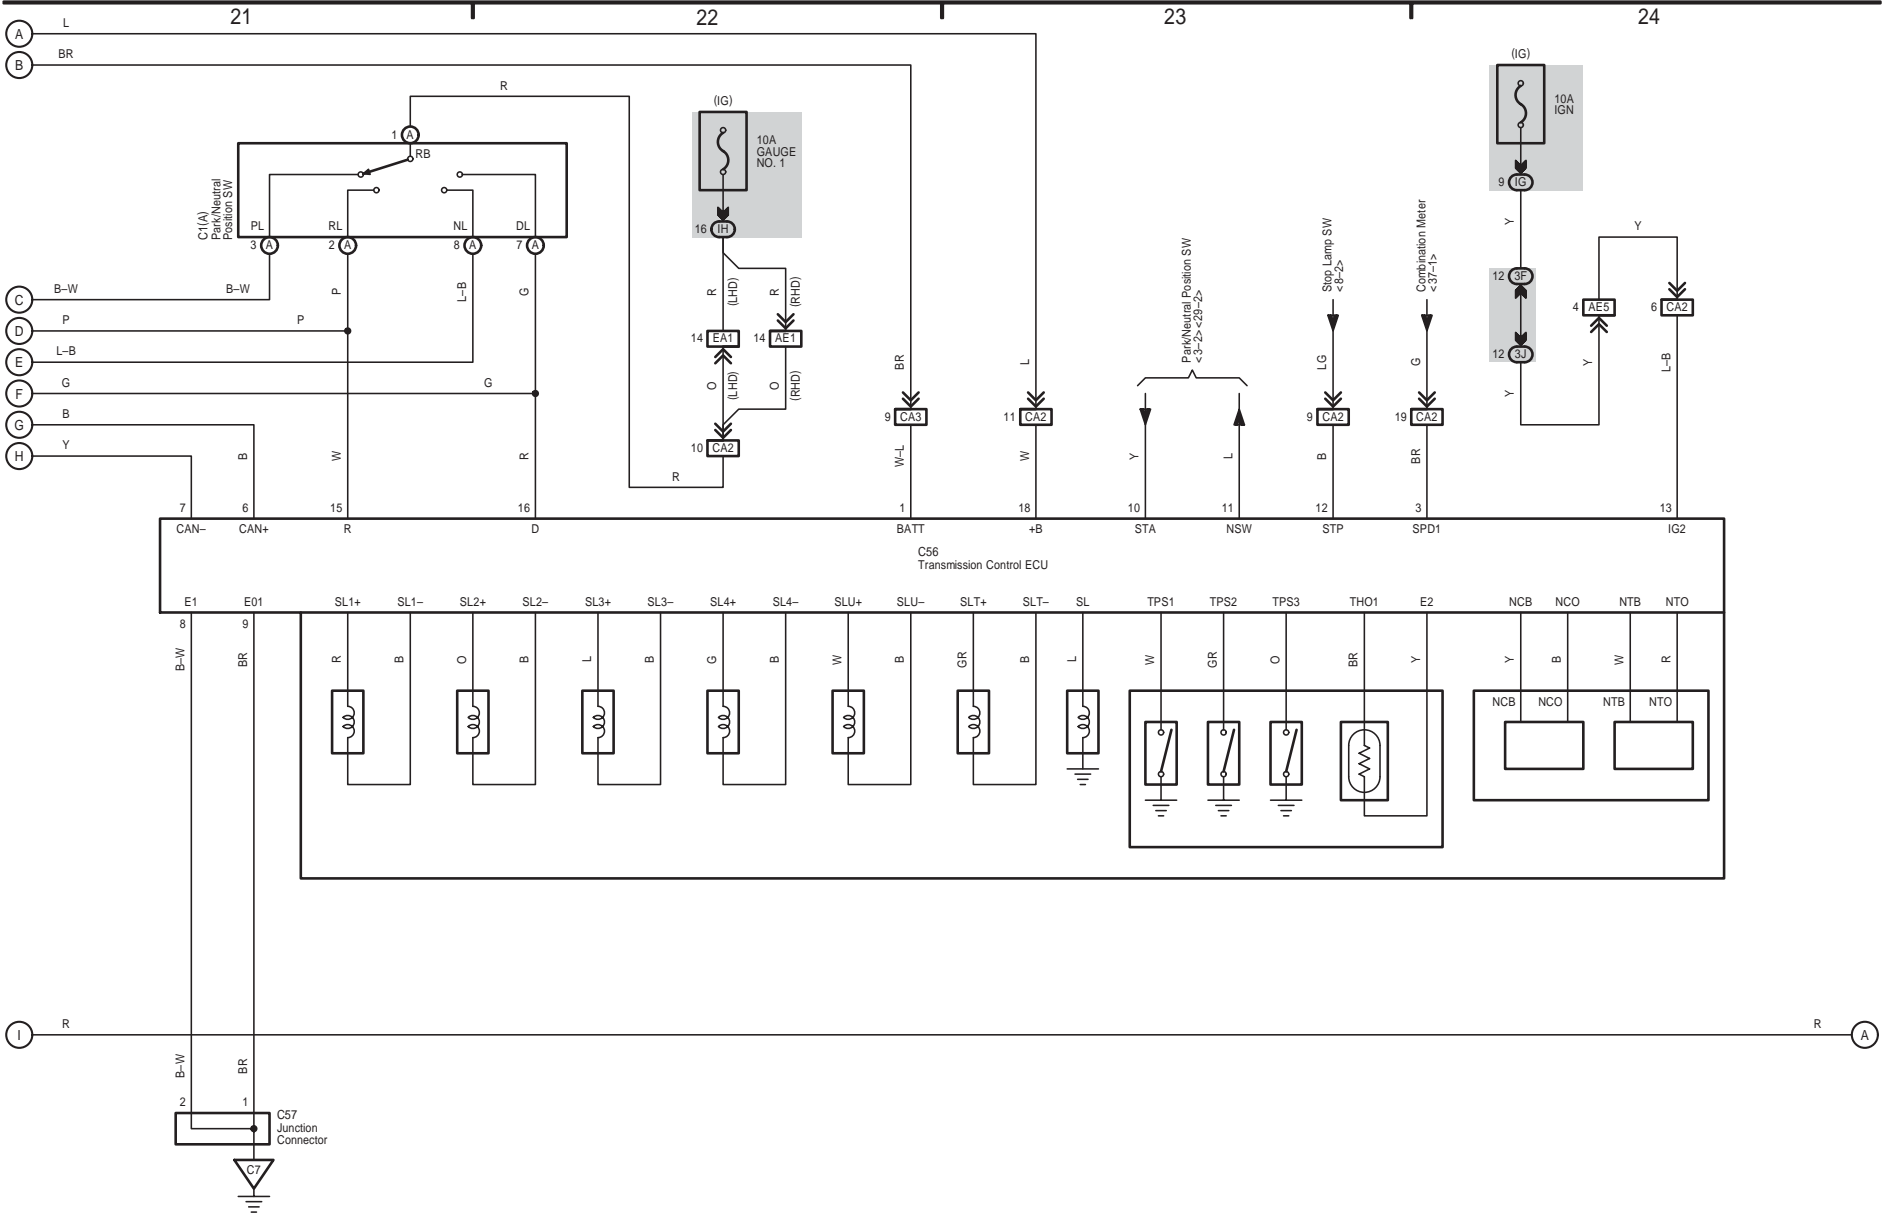 21
22
23
24
A
L
B
BR
R
(IG)
10A
GAUGE
NO. 1
16
IH
(IG)
10A
IGN
9
IG
Y
12
3F
12
3J
Y
Y
4
AE5
Y
6
CA2
L–B
1
A
RB
C1(A)
Park/Neutral
Position SW
PL
RL
NL
DL
3
A
2
A
8
A
7
A
C
B–W
B–W
D
P
P
E
L–B
F
G
G
G
B
H
Y
P
L–B
G
B
W
R
R
(LHD)
R
(RHD)
14
EA1
14
AE1
O
(LHD)
O
(RHD)
10
CA2
R
BR
9
CA3
W–L
L
11
CA2
W
Park/Neutral Position SW
<3–2><29–2>
Y
L
Stop Lamp SW
<8–2>
LG
9
CA2
B
Combination Meter
<37–1>
G
19
CA2
BR
7
6
15
16
1
18
10
11
12
3
13
CAN–
CAN+
R
D
BATT
+B
STA
NSW
STP
SPD1
IG2
C56
Transmission Control ECU
E1
E01
SL1+
SL1–
SL2+
SL2–
SL3+
SL3–
SL4+
SL4–
SLU+
SLU–
SLT+
SLT–
SL
TPS1
TPS2
TPS3
THO1
E2
NCB
NCO
NTB
NTO
8
9
B–W
BR
R
B
O
B
L
B
G
B
W
B
GR
B
L
W
GR
O
BR
Y
Y
B
W
R
NCB
NCO
NTB
NTO
I
R
R
A
B–W
BR
2
1
C57
Junction
Connector
C7